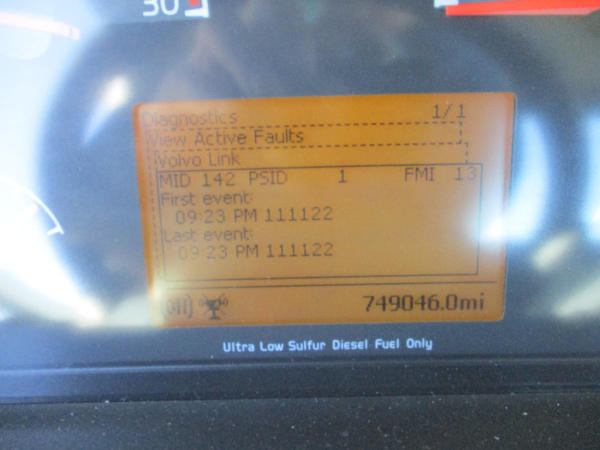 30
Diagnostics 1/1
View Active Faults
Volvo Link
MID 142 PSID 1 FMI 13
First event:
09:23 PM 111122
Last event:
09:23 PM 111122
749046.0mi
Ultra Low Sulfur Diesel Fuel Only